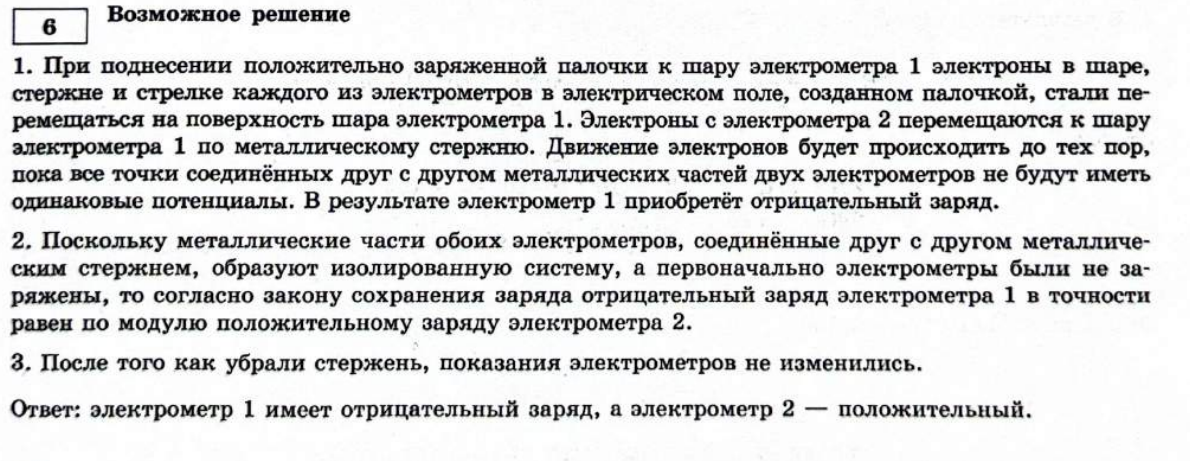 6
Возможное решение
1. При поднесении положительно заряженной палочки к шару электрометра 1 электроны в шаре,
стержне и стрелке каждого из электрометров в электрическом поле, созданном палочкой, стали пе-
ремещаться на поверхность шара электрометра 1. Электроны с электрометра 2 перемещаются к шару
электрометра 1 по металлическому стержню. Движение электронов будет происходить до тех пор,
пока все точки соединённых друг с другом металлических частей двух электрометров не будут иметь
одинаковые потенциалы. В результате электрометр 1 приобретёт отрицательный заряд.
2. Поскольку металлические части обоих электрометров, соединённые друг с другом металличе-
ским стержнем, образуют изолированную систему, а первоначально электрометры были не за-
ряжены, то согласно закону сохранения заряда отрицательный заряд электрометра 1 в точности
равен по модулю положительному заряду электрометра 2.
3. После того как убрали стержень, показания электрометров не изменились.
Ответ: электрометр 1 имеет отрицательный заряд, а электрометр 2 — положительный.